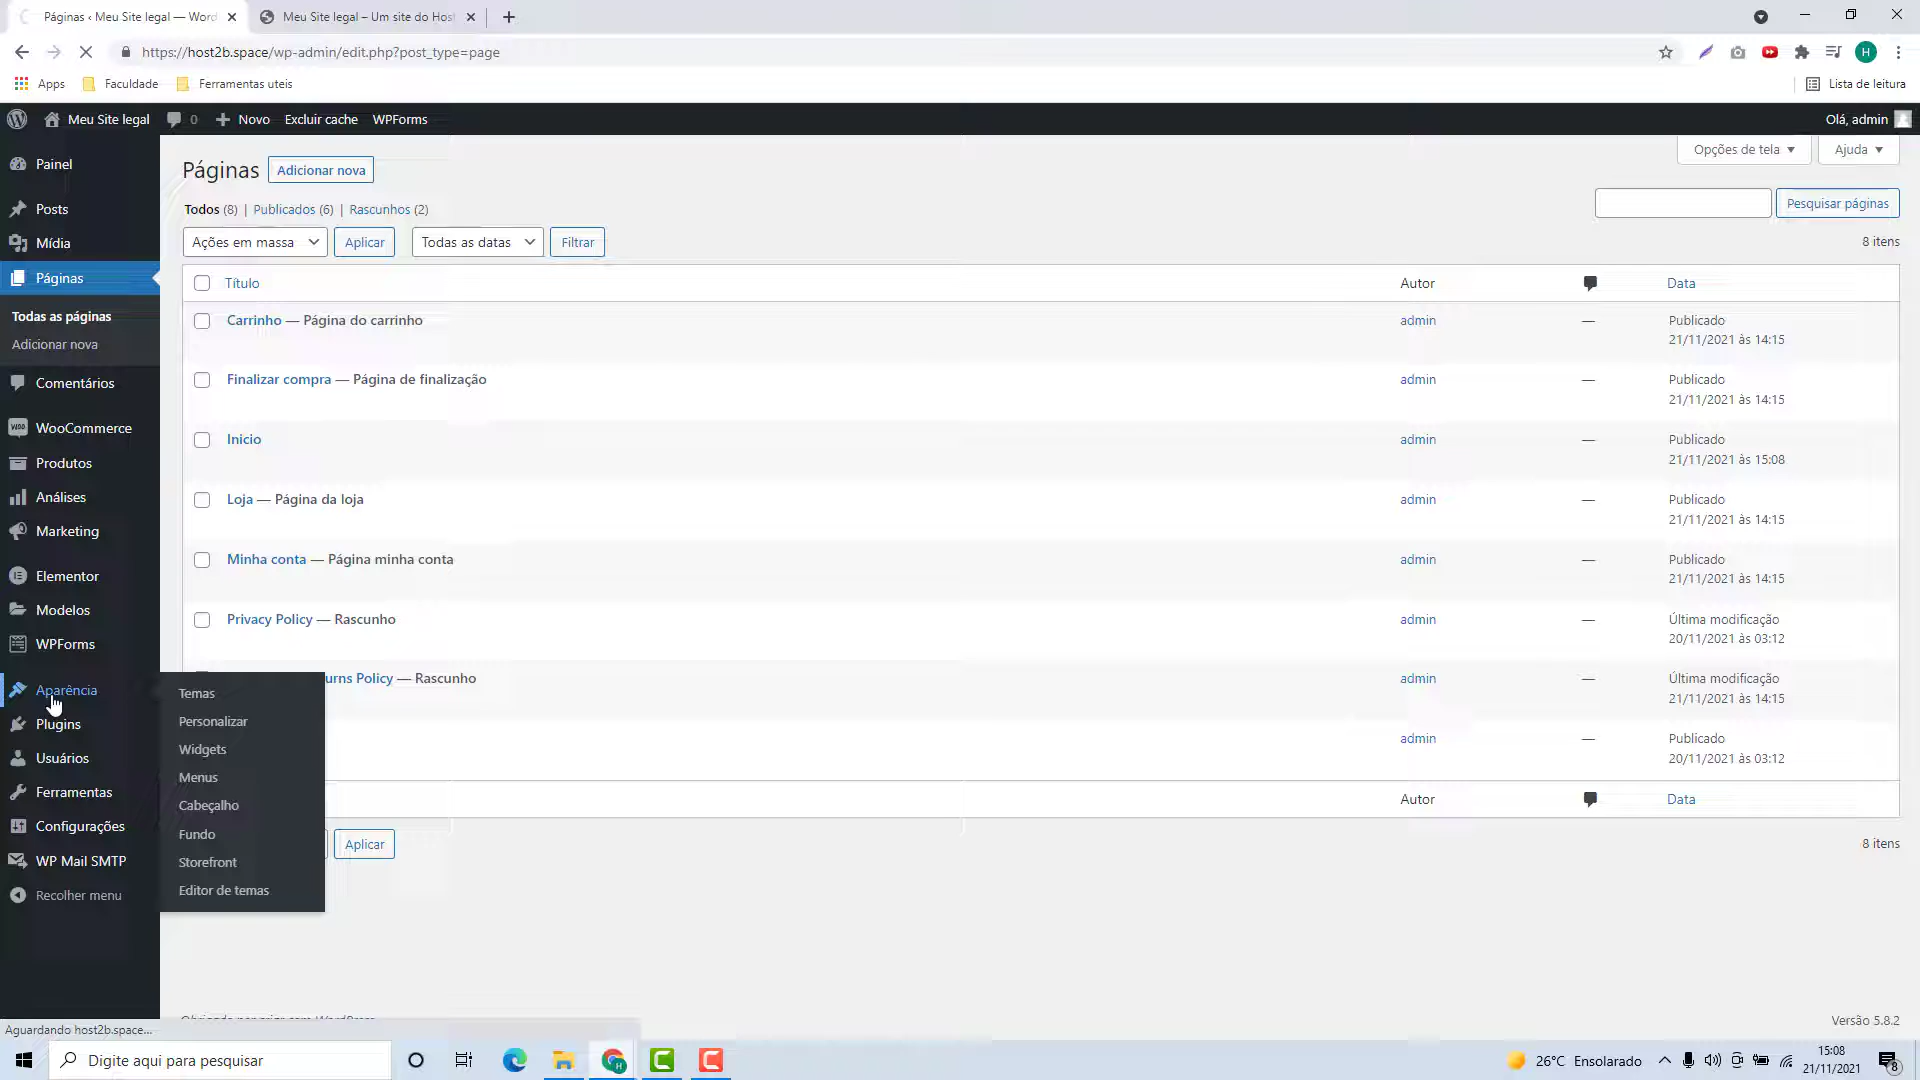 Páginas ‹ Meu Site legal — Word
Meu Site legal – Um site do Host
https://host2b.space/wp-admin/edit.php?post_type=page
H
Apps
Faculdade
Ferramentas uteis
Lista de leitura
Meu Site legal
0
Novo
Excluir cache
WPForms
Olá, admin
Painel
Posts
Mídia
Páginas
Todas as páginas
Adicionar nova
Comentários
WooCommerce
Produtos
Análises
Marketing
Elementor
Modelos
WPForms
Aparência
Plugins
Usuários
Ferramentas
Configurações
WP Mail SMTP
Recolher menu
Temas
Personalizar
Widgets
Menus
Cabeçalho
Fundo
Storefront
Editor de temas
Páginas
Adicionar nova
Opções de tela
Ajuda
Todos (8) | Publicados (6) | Rascunhos (2)
Pesquisar páginas
Ações em massa
Aplicar
Todas as datas
Filtrar
8 itens
Título
Autor
Data
Carrinho — Página do carrinho
admin
—
Publicado
21/11/2021 às 14:15
Finalizar compra — Página de finalização
admin
—
Publicado
21/11/2021 às 14:15
Inicio
admin
—
Publicado
21/11/2021 às 15:08
Loja — Página da loja
admin
—
Publicado
21/11/2021 às 14:15
Minha conta — Página minha conta
admin
—
Publicado
21/11/2021 às 14:15
Privacy Policy — Rascunho
admin
—
Última modificação
20/11/2021 às 03:12
urns Policy — Rascunho
admin
—
Última modificação
21/11/2021 às 14:15
admin
—
Publicado
20/11/2021 às 03:12
Autor
Data
Aplicar
8 itens
Versão 5.8.2
Aguardando host2b.space...
Digite aqui para pesquisar
26°C Ensolarado
15:08
21/11/2021
8